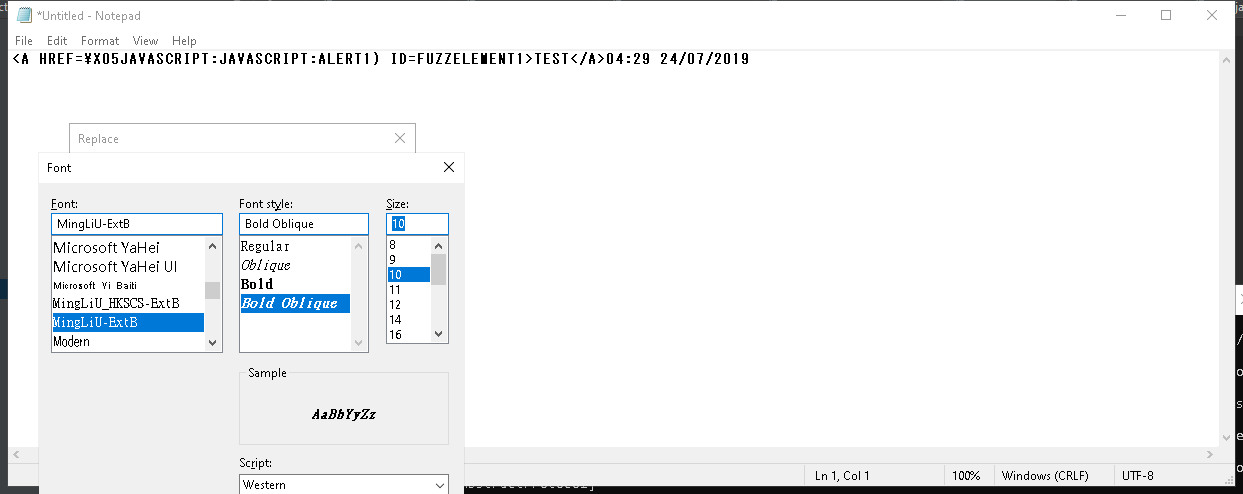 *Untitled - Notepad
File Edit Format View Help
<A HREF=¥X05JAVASCRIPT:JAVASCRIPT:ALERT1) ID=FUZZELEMENT1>TEST</A>04:29 24/07/2019
Replace
Font
Font: Font style: Size:
MingLiU-ExtB Bold Oblique 10
Microsoft YaHei Regular 8
Microsoft YaHei UI Oblique 9
Microsoft Yi Baiti Bold 10
MingLiU_HKSCS-ExtB Bold Oblique 11
MingLiU-ExtB 12
Modern 14
16
Sample
AaBbYyZz
Script:
Western
Ln 1, Col 1 100% Windows (CRLF) UTF-8